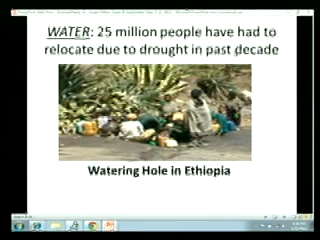 WATER: 25 million people have had to
relocate due to drought in past decade
Watering Hole in Ethiopia